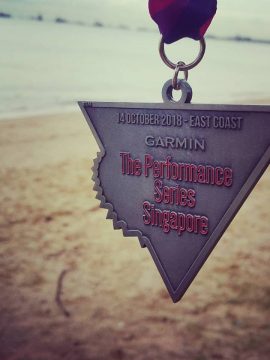 14 OCTOBER 2018 - EAST COAST
GARMIN
The Performance
Series
Singapore